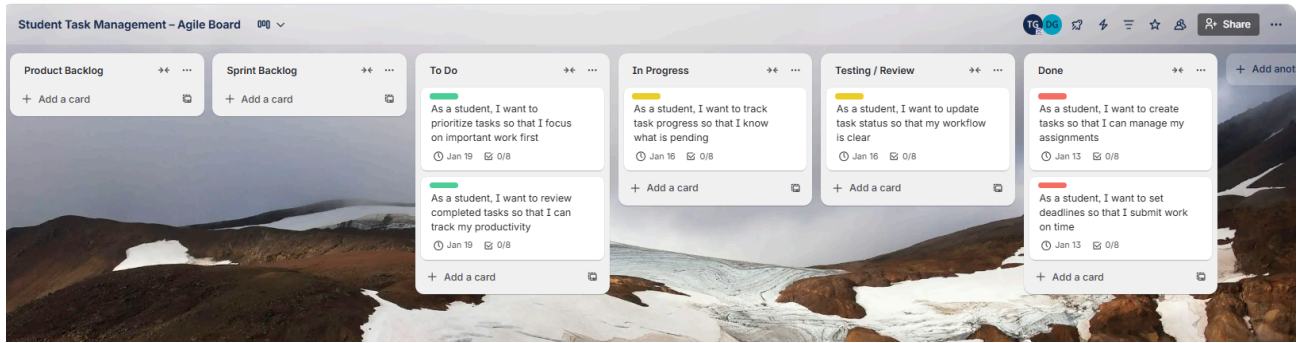 Student Task Management – Agile Board
TG
DG
Share
Product Backlog
Add a card
Sprint Backlog
Add a card
To Do
As a student, I want to
prioritize tasks so that I focus
on important work first
Jan 19 0/8
As a student, I want to review
completed tasks so that I can
track my productivity
Jan 19 0/8
Add a card
In Progress
As a student, I want to track
task progress so that I know
what is pending
Jan 16 0/8
Add a card
Testing / Review
As a student, I want to update
task status so that my workflow
is clear
Jan 16 0/8
Add a card
Done
As a student, I want to create
tasks so that I can manage my
assignments
Jan 13 0/8
As a student, I want to set
deadlines so that I submit work
on time
Jan 13 0/8
Add a card
Add anot